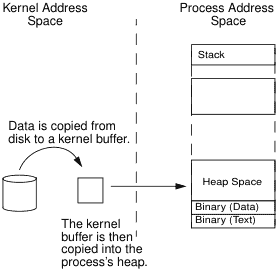 Kernel Address
Space
Process Address
Space
Stack
Data is copied from
disk to a kernel buffer.
Heap Space
Binary (Data)
Binary (Text)
The kernel
buffer is then
copied into the
process's heap.